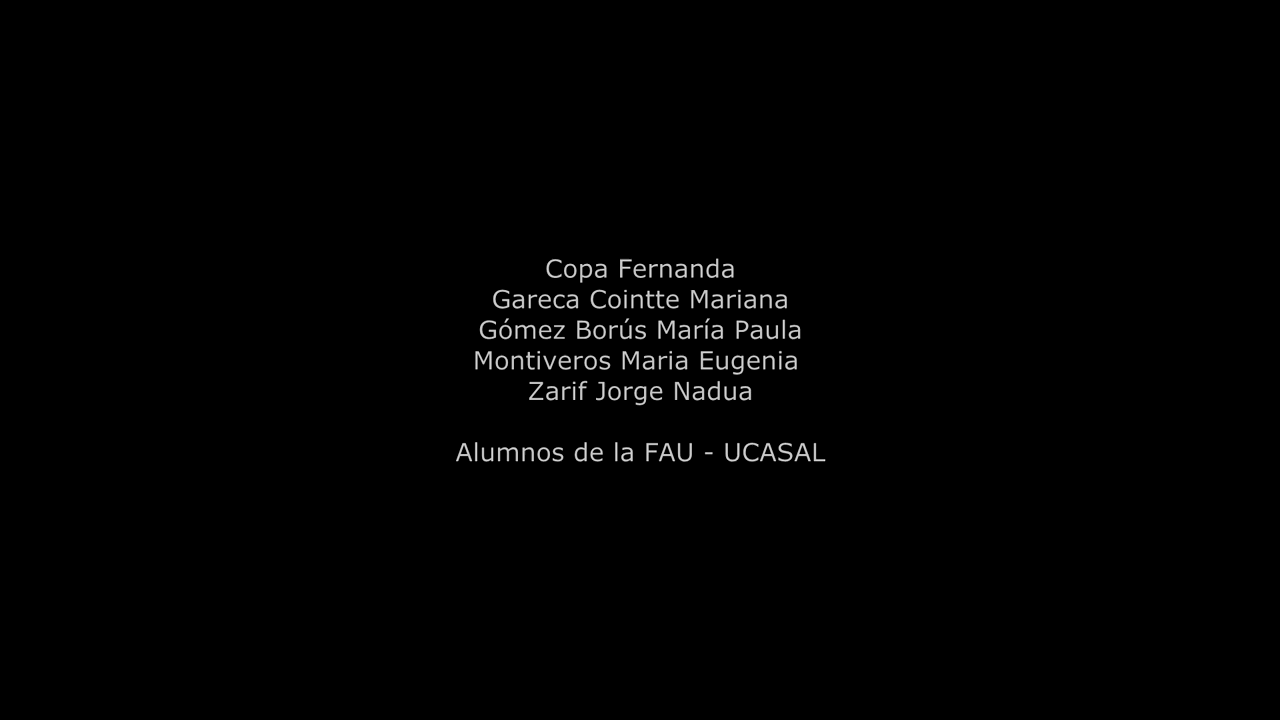 Copa Fernanda
Gareca Cointte Mariana
Gómez Borús María Paula
Montiveros Maria Eugenia
Zarif Jorge Nadua
Alumnos de la FAU - UCASAL